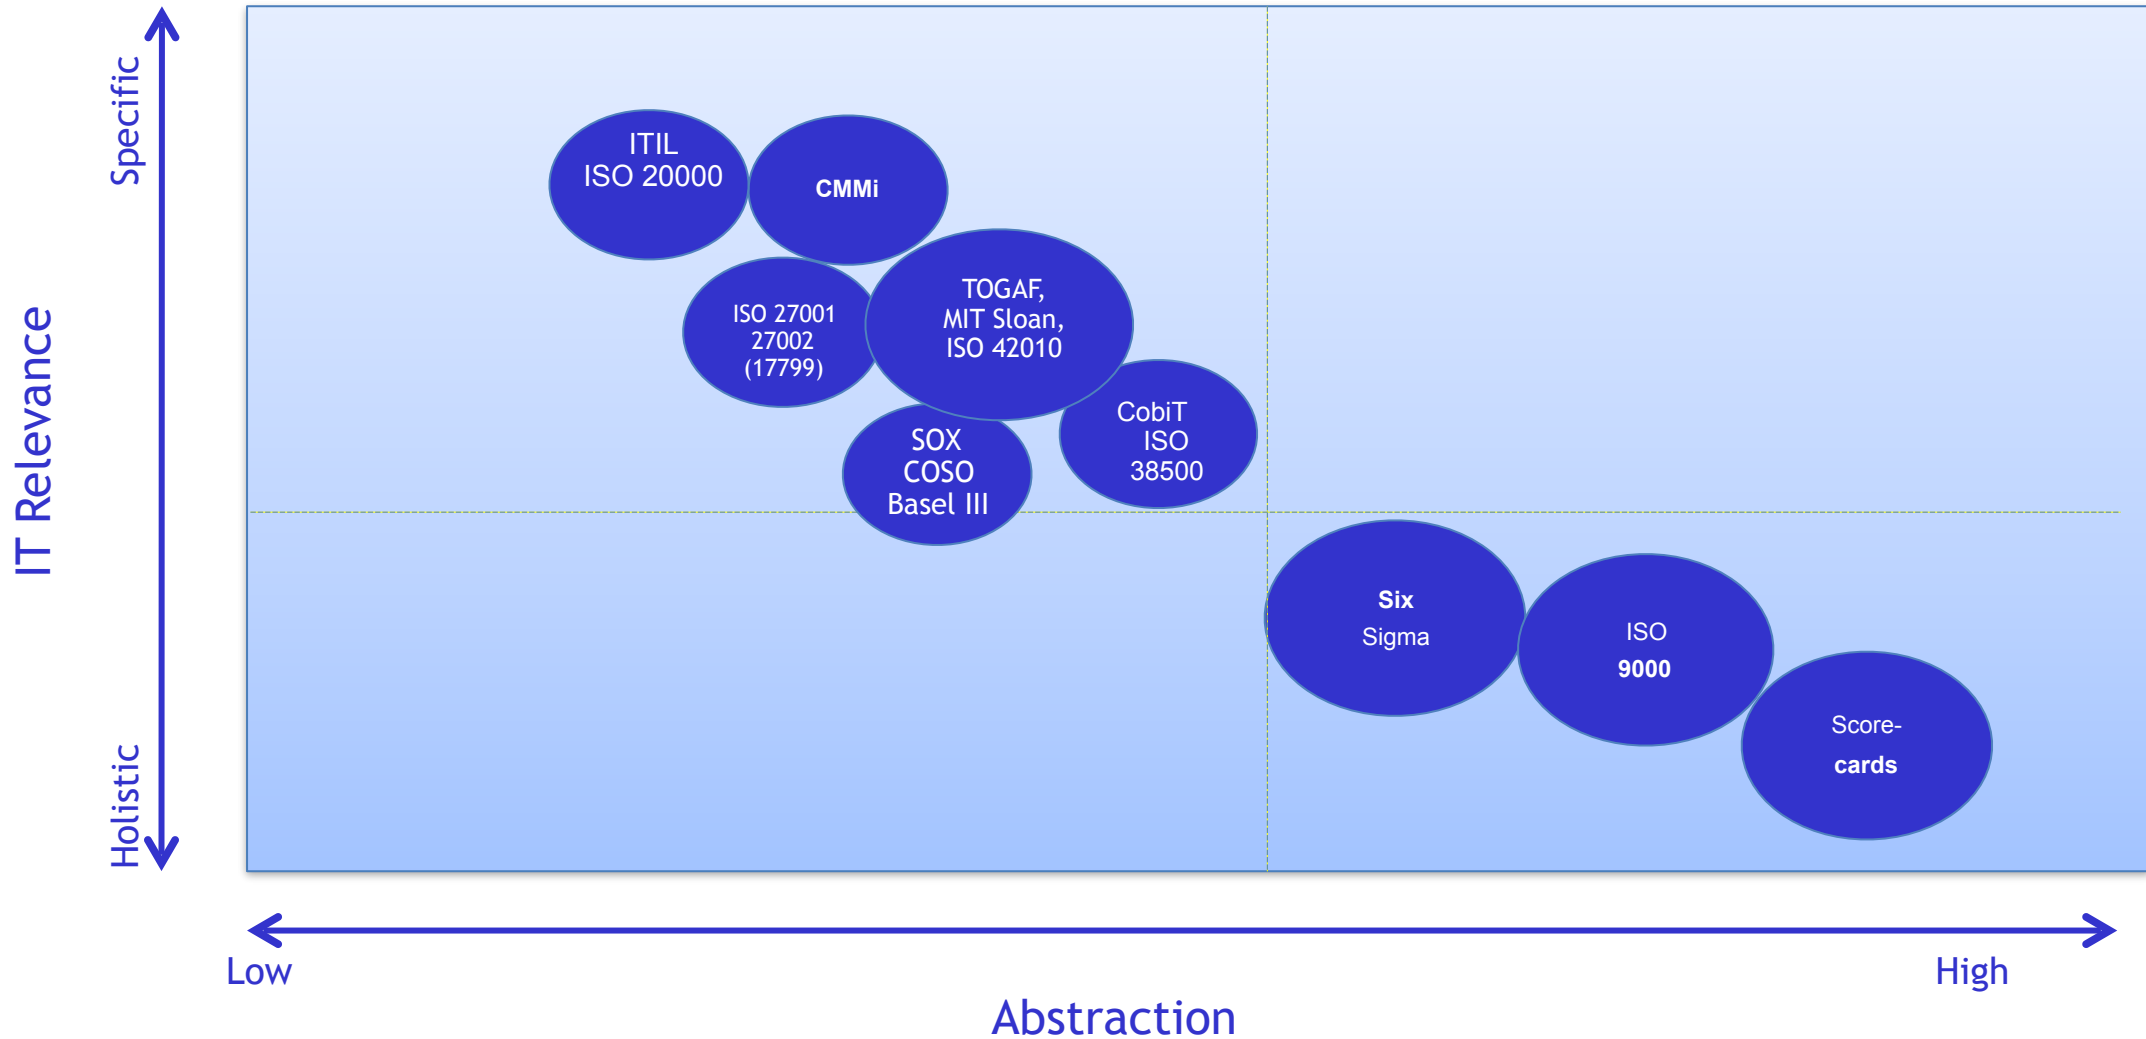 Specific
IT Relevance
Holistic
ITIL
ISO 20000
CMMi
ISO 27001
27002
(17799)
TOGAF,
MIT Sloan,
ISO 42010
SOX
COSO
Basel III
CobiT
ISO
38500
Six
Sigma
ISO
9000
Score-
cards
Low
High
Abstraction